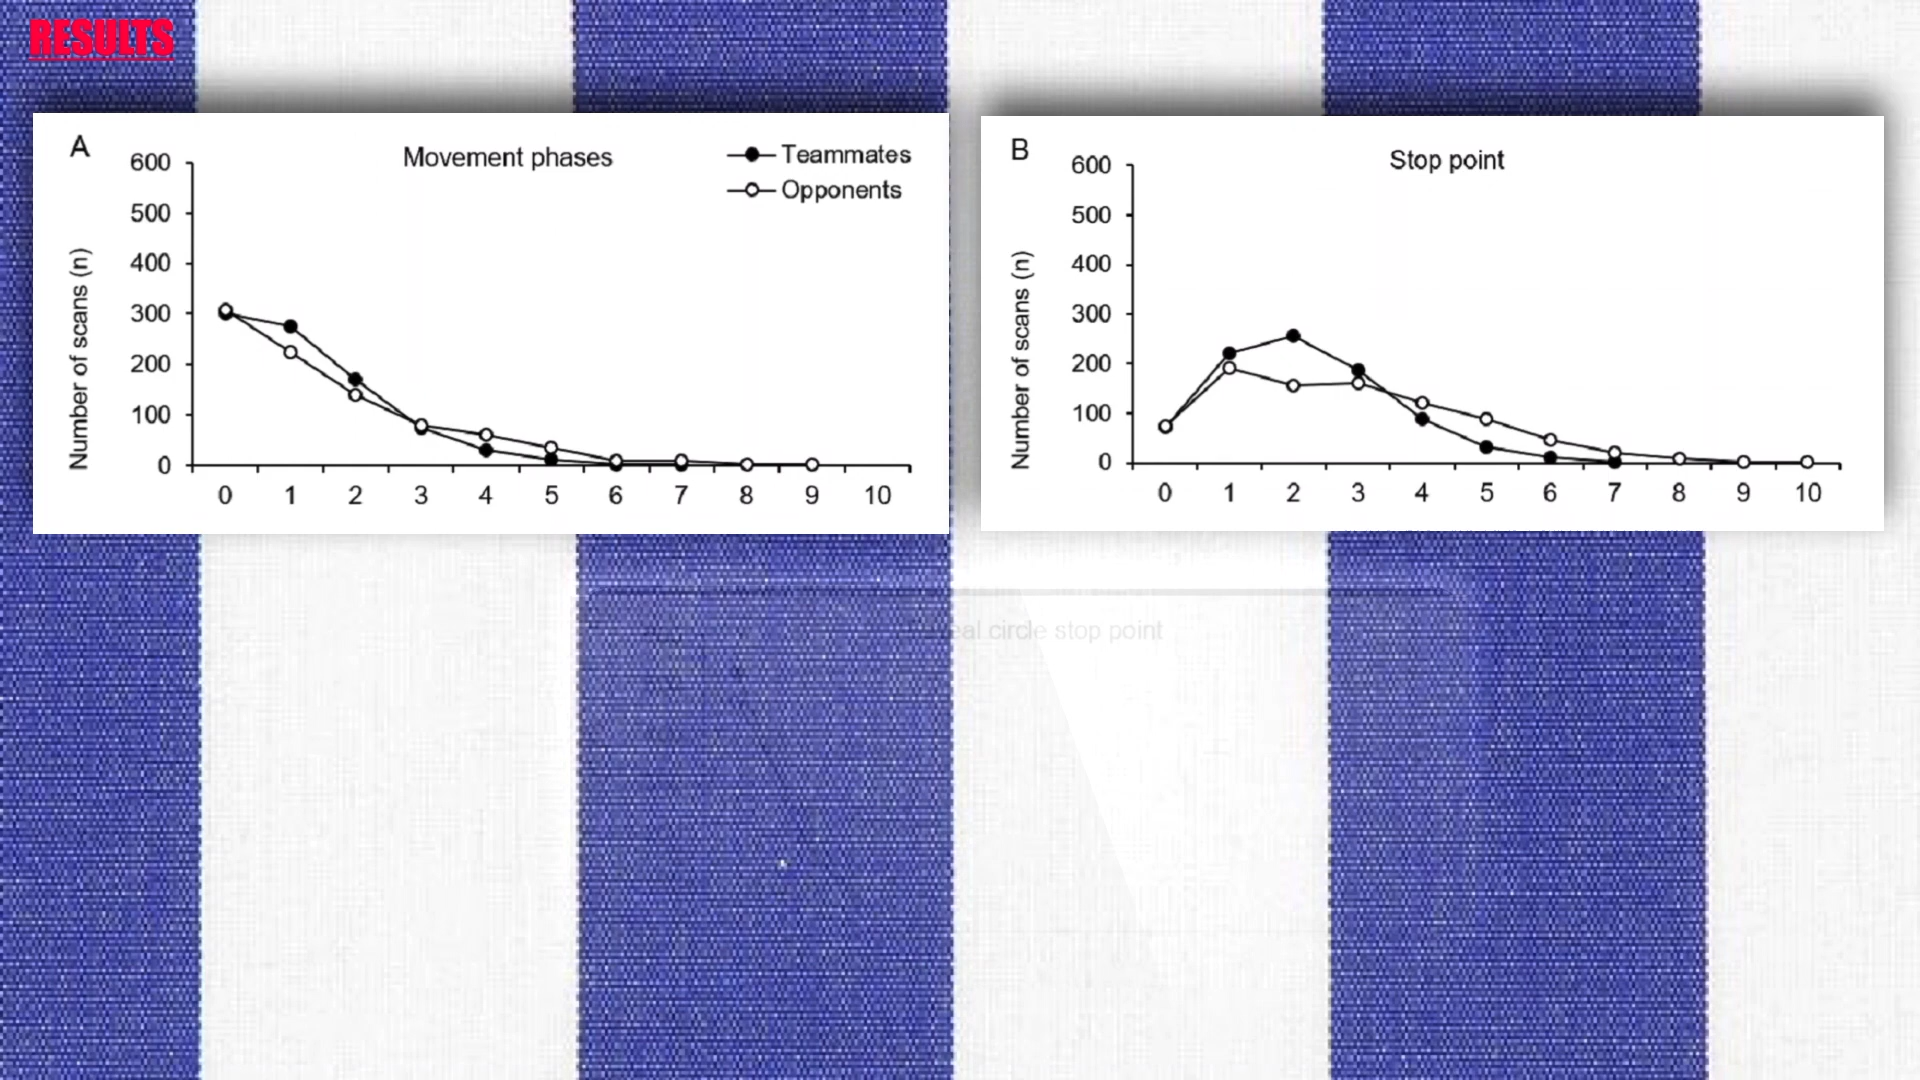 RESULTS
A
Movement phases
Teammates
Opponents
Number of scans (n)
600
500
400
300
200
100
0
0 1 2 3 4 5 6 7 8 9 10
B
Stop point
Number of scans (n)
600
500
400
300
200
100
0
0 1 2 3 4 5 6 7 8 9 10
circle stop point